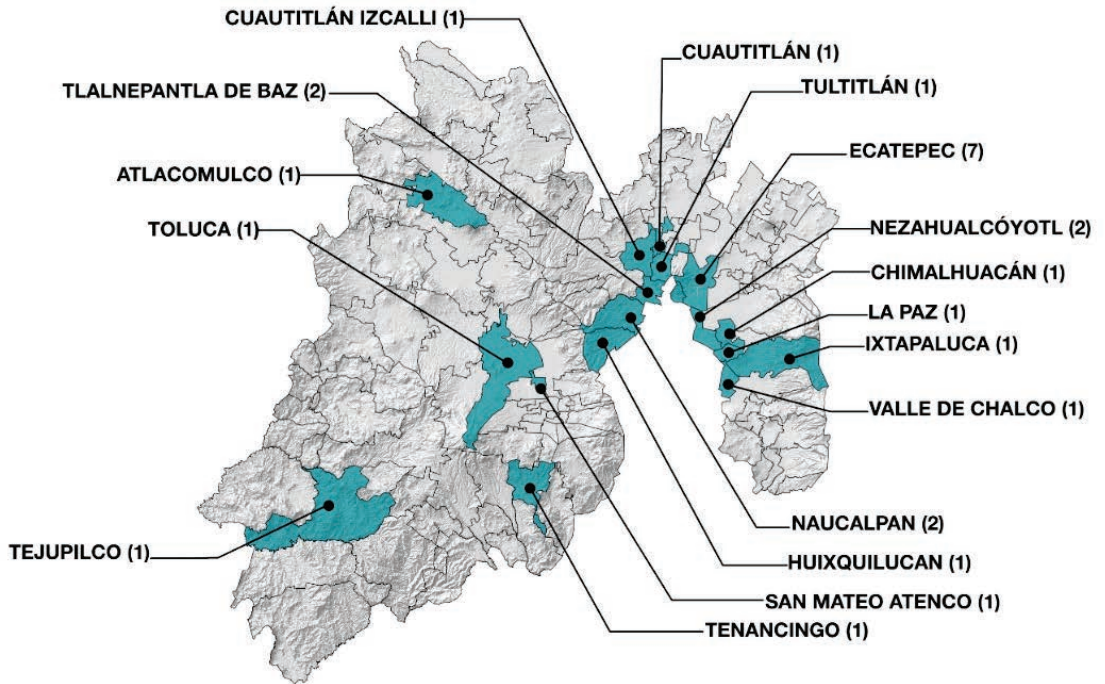 CUAUTITLÁN IZCALLI (1)
CUAUTITLÁN (1)
TLALNEPANTLA DE BAZ (2)
TULTITLÁN (1)
ECATEPEC (7)
ATLACOMULCO (1)
TOLUCA (1)
NEZAHUALCÓYOTL (2)
CHIMALHUACÁN (1)
LA PAZ (1)
IXTAPALUCA (1)
VALLE DE CHALCO (1)
NAUCALPAN (2)
TEJUPILCO (1)
HUIXQUILUCAN (1)
SAN MATEO ATENCO (1)
TENANCINGO (1)